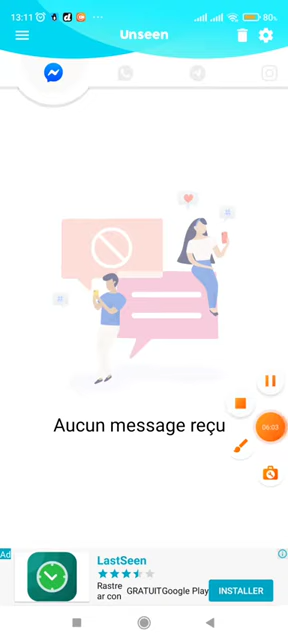 13:11
80%
Unseen
Aucun message reçu
06:03
Ad
LastSeen
Rastre
ar con
GRATUIT
Google Play
INSTALLER